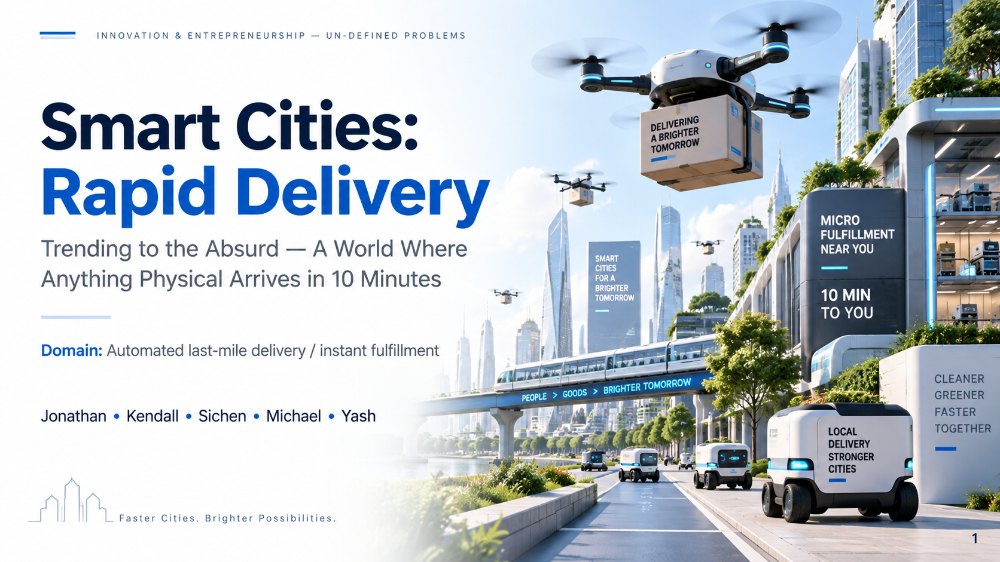 INNOVATION & ENTREPRENEURSHIP — UN-DEFINED PROBLEMS
Smart Cities:
Rapid Delivery
Trending to the Absurd — A World Where
Anything Physical Arrives in 10 Minutes
Domain: Automated last-mile delivery / instant fulfillment
Jonathan • Kendall • Sichen • Michael • Yash
Faster Cities. Brighter Possibilities.
DELIVERING
A BRIGHTER
TOMORROW
SMART
CITIES
FOR A
BRIGHTER
TOMORROW
MICRO
FULFILLMENT
NEAR YOU
10 MIN
TO YOU
PEOPLE > GOODS > BRIGHTER TOMORROW
CLEANER
GREENER
FASTER
TOGETHER
LOCAL
DELIVERY
STRONGER
CITIES
1